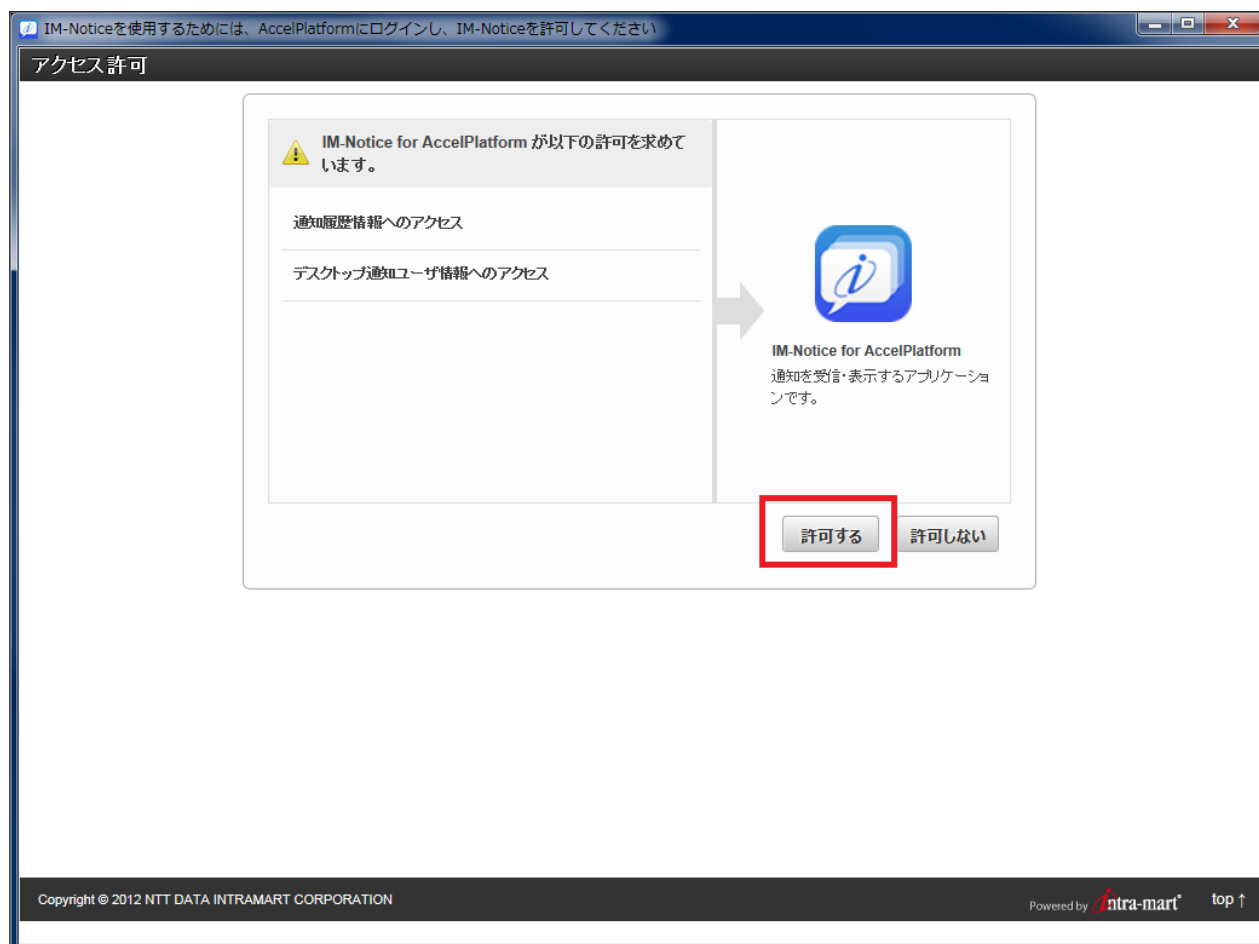 IM-Noticeを使用するためには、AccelPlatformにログインし、IM-Noticeを許可してください
アクセス許可
IM-Notice for AccelPlatform が以下の許可を求めて
います。
通知履歴情報へのアクセス
デスクトップ通知ユーザ情報へのアクセス
IM-Notice for AccelPlatform
通知を受信・表示するアプリケーショ
ンです。
許可する
許可しない
Copyright © 2012 NTT DATA INTRAMART CORPORATION
Powered by intra-mart®
top ↑